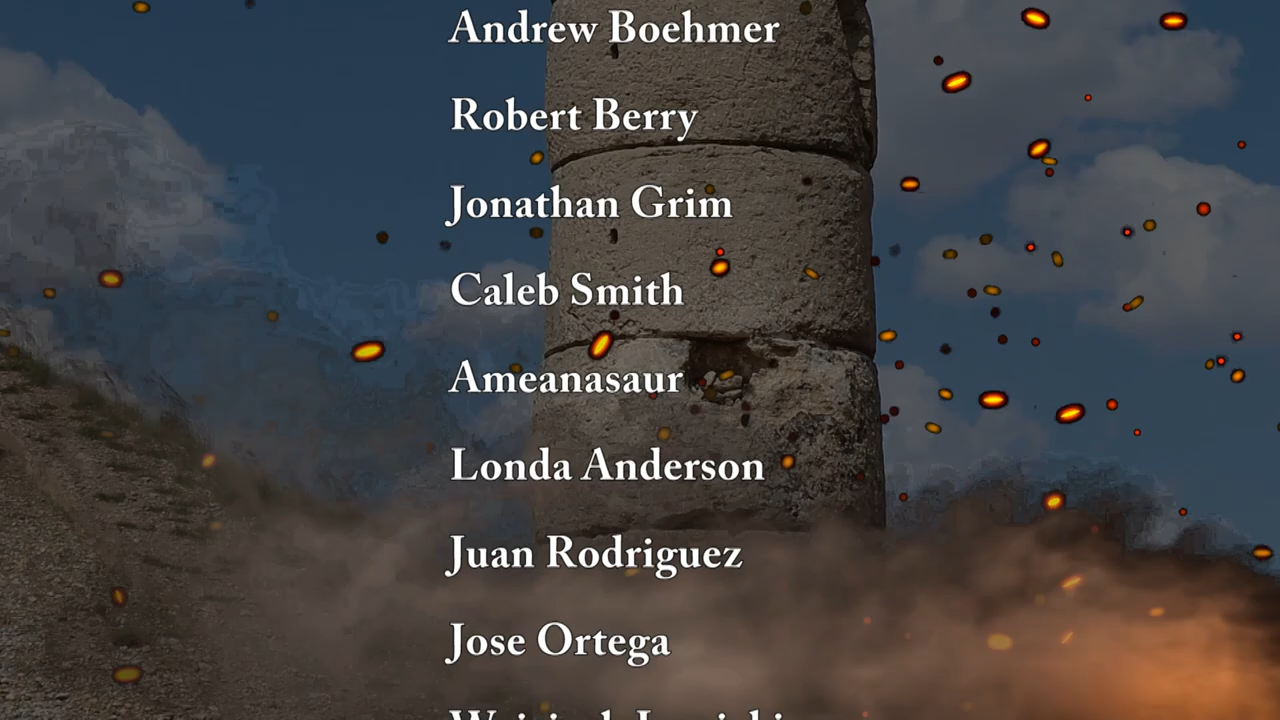 Andrew Boehmer
Robert Berry
Jonathan Grim
Caleb Smith
Ameanasaur
Londa Anderson
Juan Rodriguez
Jose Ortega